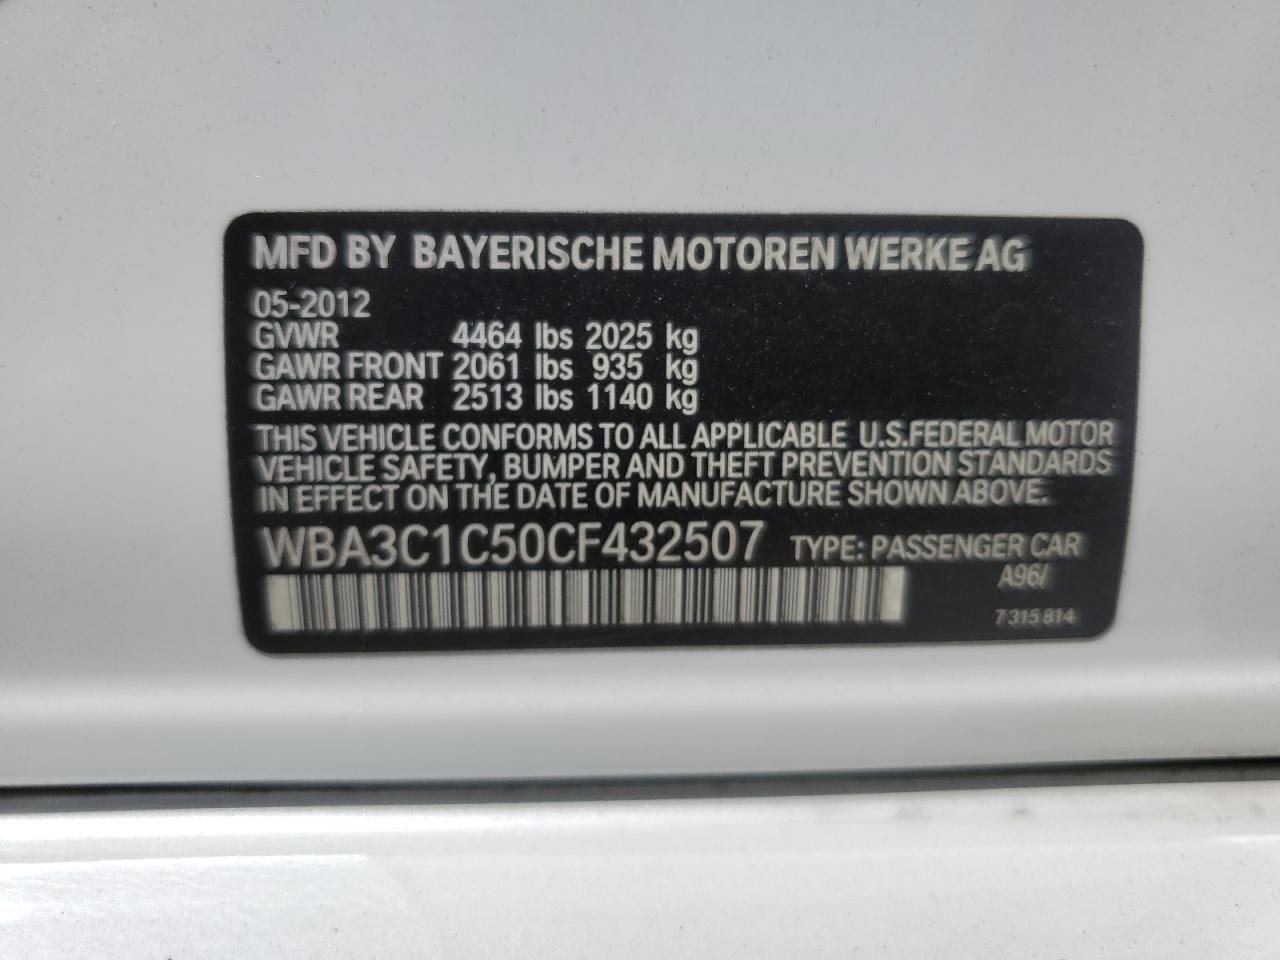 MFD BY BAYERISCHE MOTOREN WERKE AG
05-2012
GVWR 4464 lbs 2025 kg
GAWR FRONT 2061 lbs 935 kg
GAWR REAR 2513 lbs 1140 kg
THIS VEHICLE CONFORMS TO ALL APPLICABLE U.S.FEDERAL MOTOR
VEHICLE SAFETY, BUMPER AND THEFT PREVENTION STANDARDS
IN EFFECT ON THE DATE OF MANUFACTURE SHOWN ABOVE.
WBA3C1C50CF432507 TYPE: PASSENGER CAR
A96/
7315814